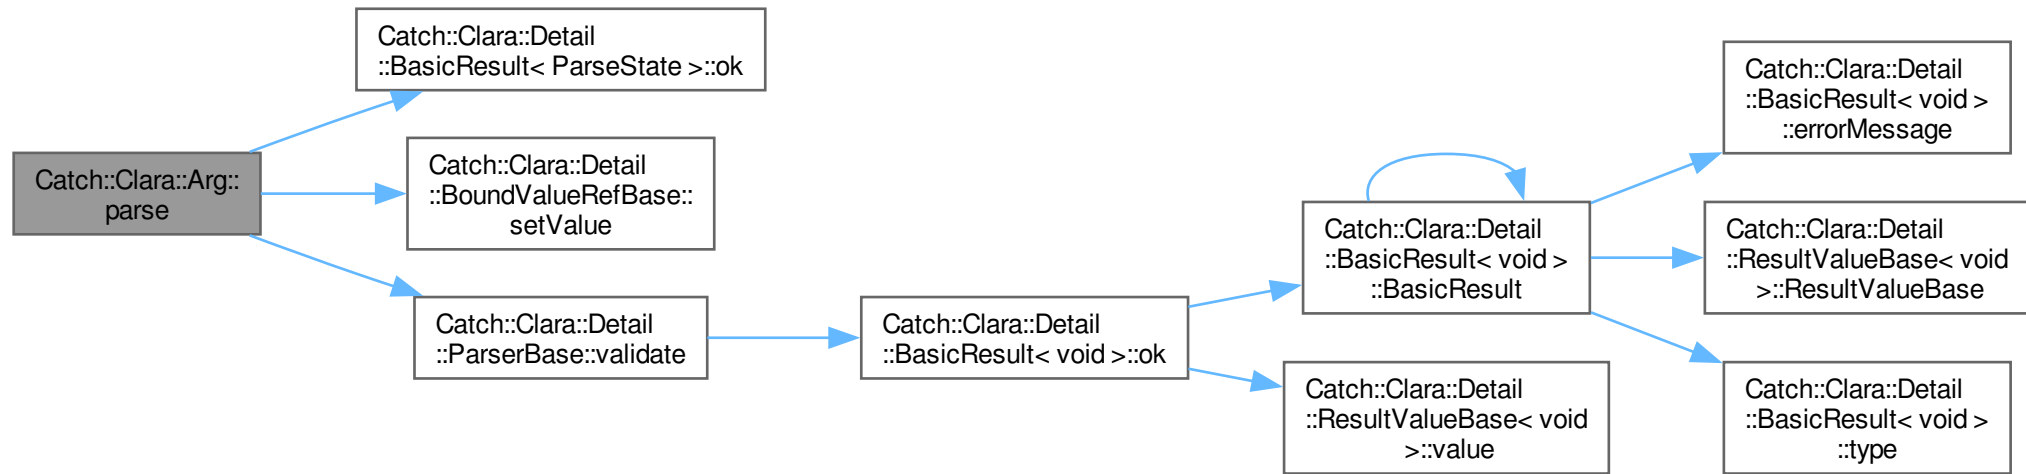 Catch::Clara::Arg::
parse
Catch::Clara::Detail
::BasicResult< ParseState >::ok
Catch::Clara::Detail
::BoundValueRefBase::
setValue
Catch::Clara::Detail
::ParserBase::validate
Catch::Clara::Detail
::BasicResult< void >::ok
Catch::Clara::Detail
::BasicResult< void >
::BasicResult
Catch::Clara::Detail
::ResultValueBase< void
>::value
Catch::Clara::Detail
::BasicResult< void >
::errorMessage
Catch::Clara::Detail
::ResultValueBase< void
>::ResultValueBase
Catch::Clara::Detail
::BasicResult< void >
::type